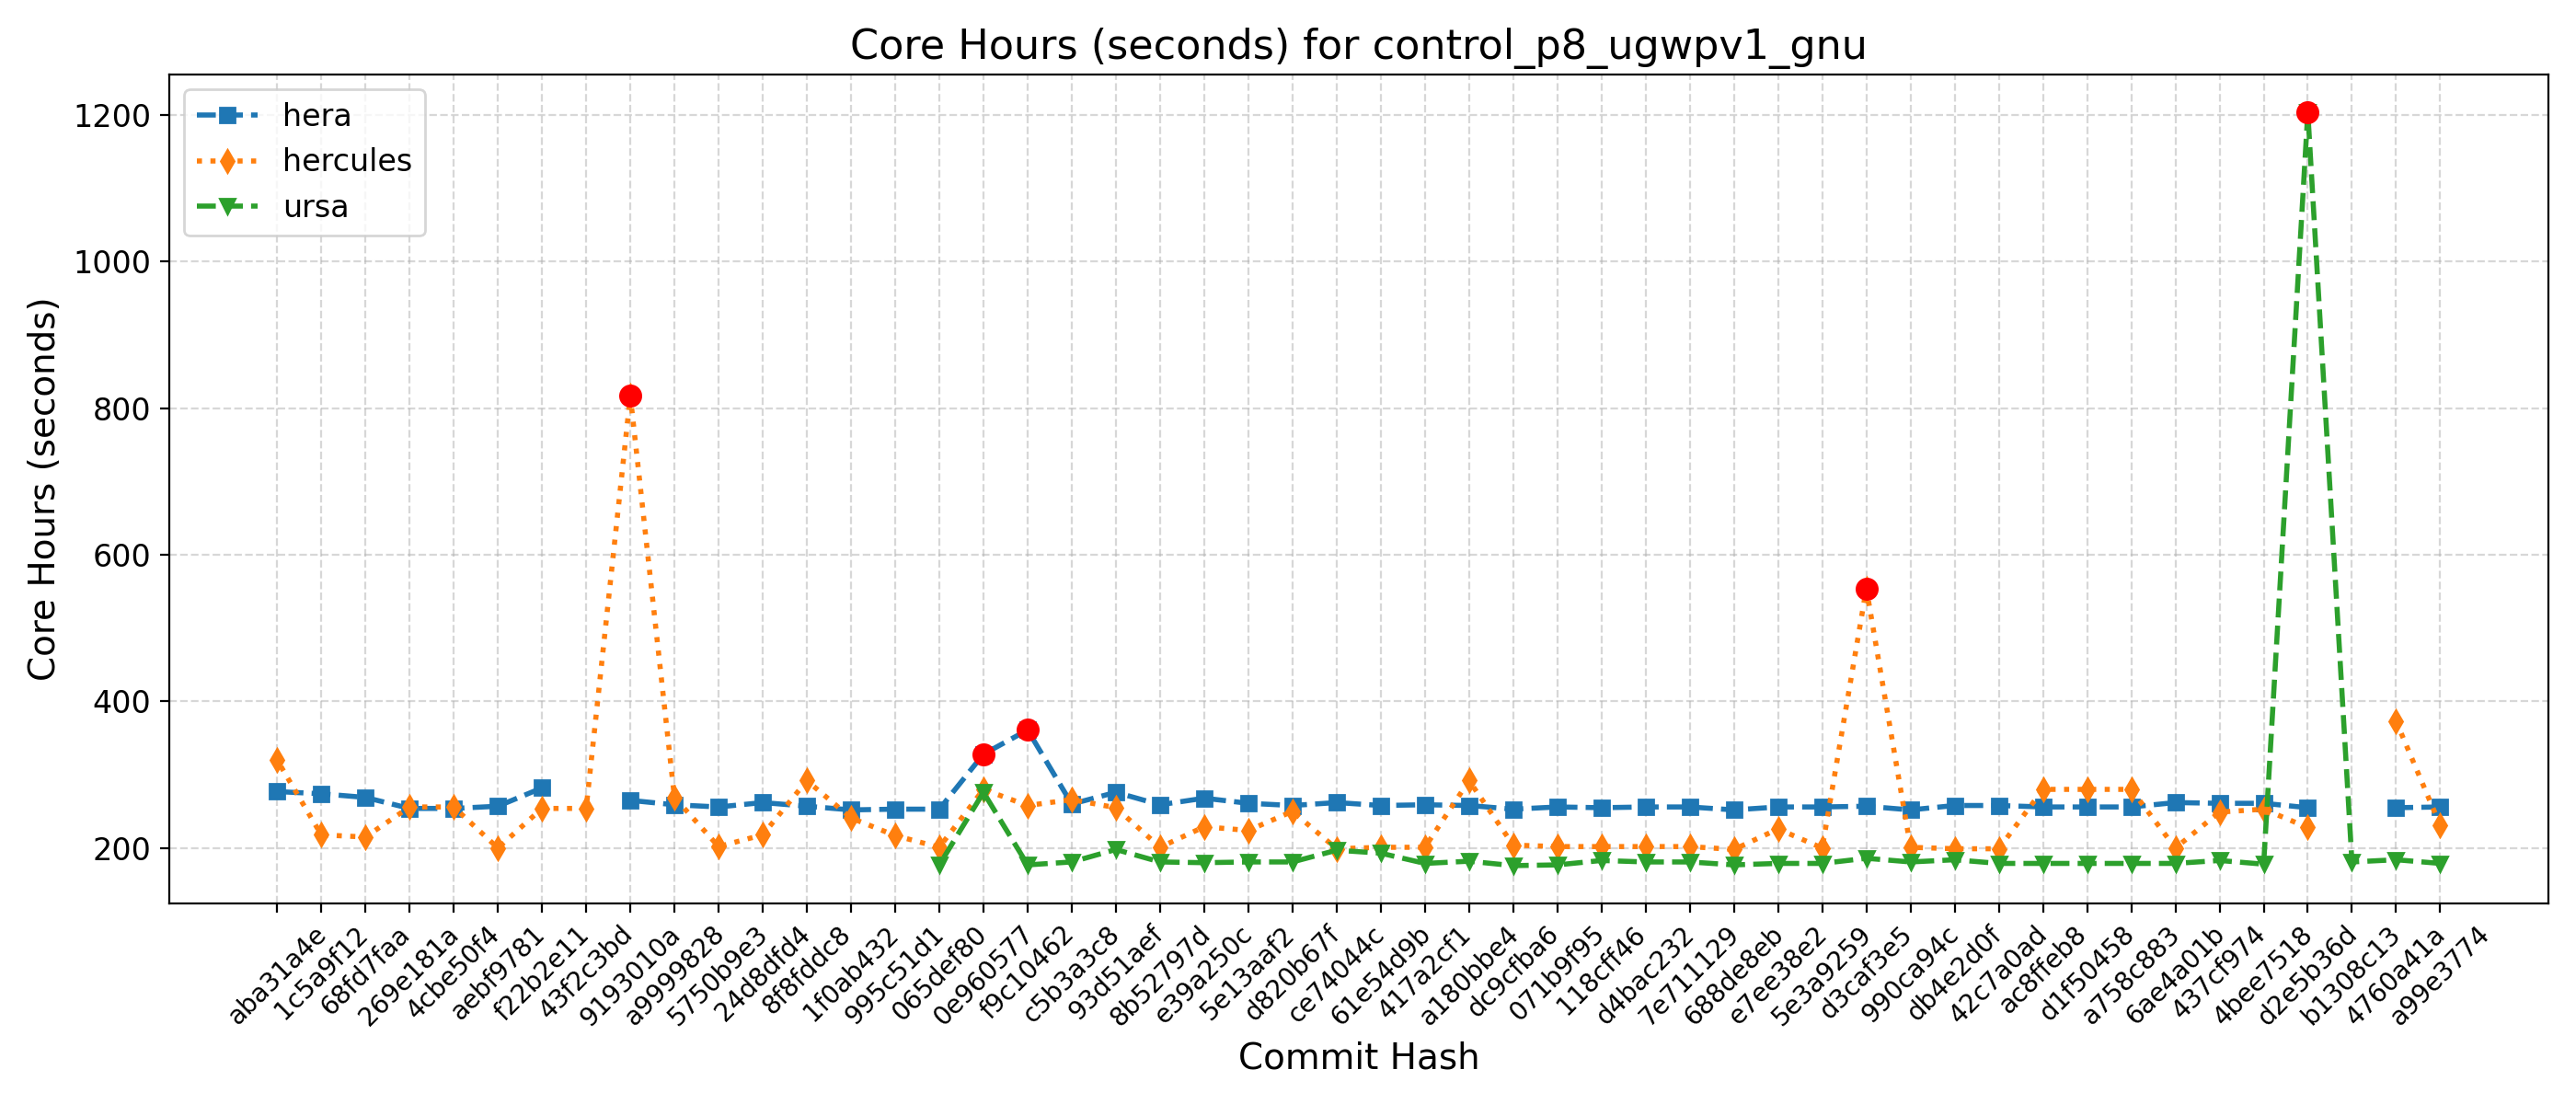 Core Hours (seconds) for control_p8_ugwpv1_gnu
hera
hercules
ursa
Core Hours (seconds)
1200
1000
800
600
400
200
aba31a4e
1c5a9f12
68fd7faa
269e181a
4cbe50f4
aebf9781
f22b2e11
43f2c3bd
9193010a
a9999828
5750b9e3
24d8dfd4
8f8fddc8
1f0ab432
995c51d1
065def80
0e960577
f9c10462
c5b3a3c8
93d51aef
8b52797d
e39a250c
5e13aaf2
d820b67f
ce74044c
61e54d9b
417a2cf1
a180bbe4
dc9cfba6
071b9f95
118cff46
d4bac232
7e711129
688de8eb
e7ee38e2
5e3a9259
d3caf3e5
990ca94c
db4e2d0f
42c7a0ad
ac8ffeb8
d1f50458
a758c883
6ae4a01b
437cf974
4bee7518
d2e5b36d
b1308c13
4760a41a
a99e3774
Commit Hash